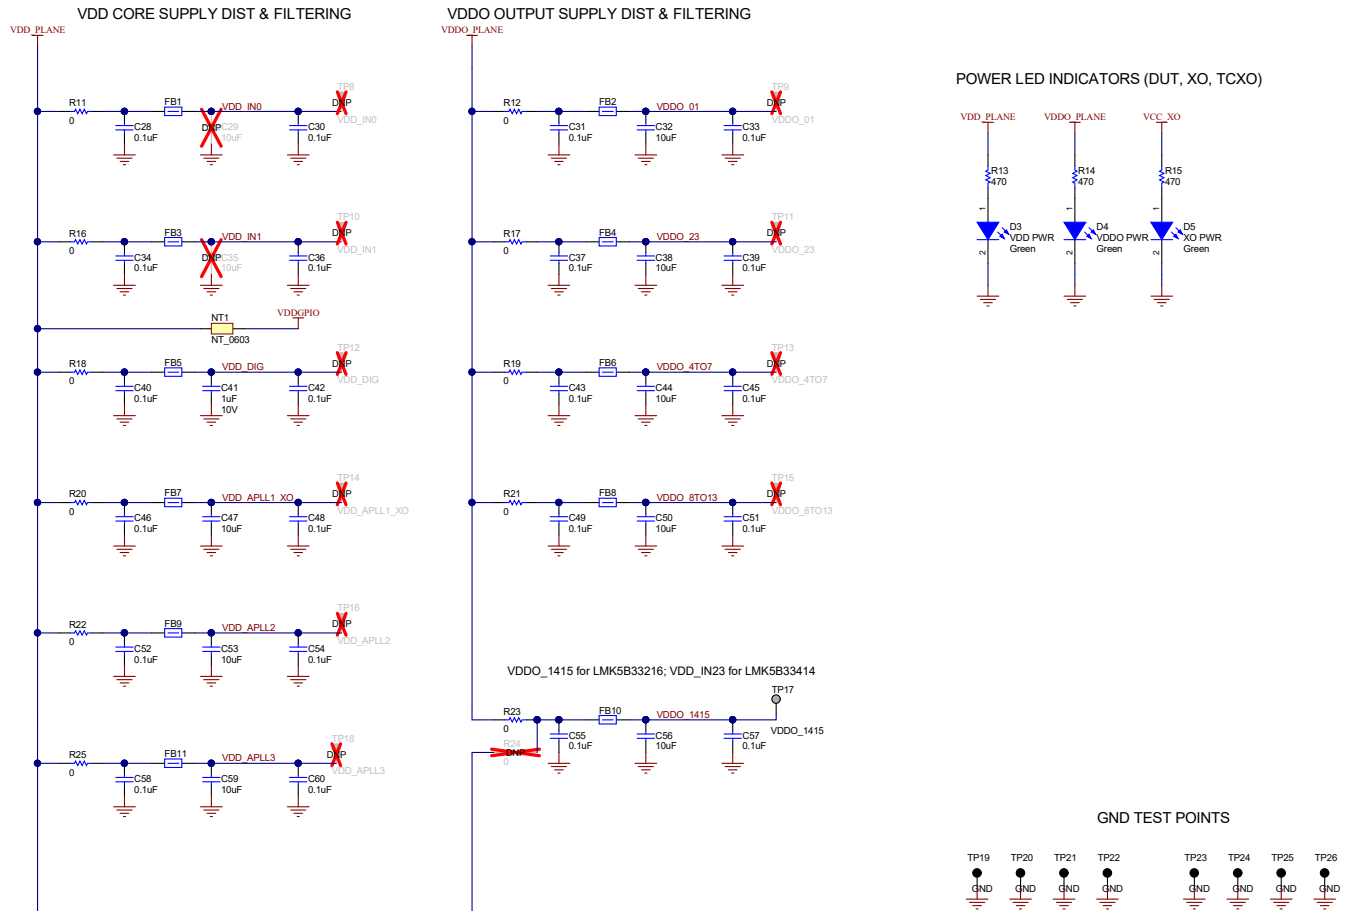 VDD CORE SUPPLY DIST & FILTERING
VDD_PLANE
R11
0
C28
0.1uF
FB1
VDD_IN0
DNP
C29
10uF
C30
0.1uF
TP8
DNP
VDD_IN0
R16
0
C34
0.1uF
FB3
VDD_IN1
DNP
C35
10uF
C36
0.1uF
TP10
DNP
VDD_IN1
NT1
NT_0603
VDDGPIO
R18
0
C40
0.1uF
FB5
VDD_DIG
C41
1uF
10V
C42
0.1uF
TP12
DNP
VDD_DIG
R20
0
C46
0.1uF
FB7
VDD_APLL1_XO
C47
10uF
C48
0.1uF
TP14
DNP
VDD_APLL1_XO
R22
0
C52
0.1uF
FB9
VDD_APLL2
C53
10uF
C54
0.1uF
TP16
DNP
VDD_APLL2
R25
0
C58
0.1uF
FB11
VDD_APLL3
C59
10uF
C60
0.1uF
TP18
DNP
VDD_APLL3
VDDO OUTPUT SUPPLY DIST & FILTERING
VDDO_PLANE
R12
0
C31
0.1uF
FB2
VDDO_01
C32
10uF
C33
0.1uF
TP9
DNP
VDDO_01
R17
0
C37
0.1uF
FB4
VDDO_23
C38
10uF
C39
0.1uF
TP11
DNP
VDDO_23
R19
0
C43
0.1uF
FB6
VDDO_4TO7
C44
10uF
C45
0.1uF
TP13
DNP
VDDO_4TO7
R21
0
C49
0.1uF
FB8
VDDO_8TO13
C50
10uF
C51
0.1uF
TP15
DNP
VDDO_8TO13
VDDO_1415 for LMK5B33216; VDD_IN23 for LMK5B33414
R23
0
R24
DNP
0
C55
0.1uF
FB10
VDDO_1415
C56
10uF
C57
0.1uF
TP17
VDDO_1415
POWER LED INDICATORS (DUT, XO, TCXO)
VDD_PLANE
R13
470
1
D3
VDD PWR
Green
2
VDDO_PLANE
R14
470
1
D4
VDDO PWR
Green
2
VCC_XO
R15
470
1
D5
XO PWR
Green
2
GND TEST POINTS
TP19 TP20 TP21 TP22 TP23 TP24 TP25 TP26
GND GND GND GND GND GND GND GND